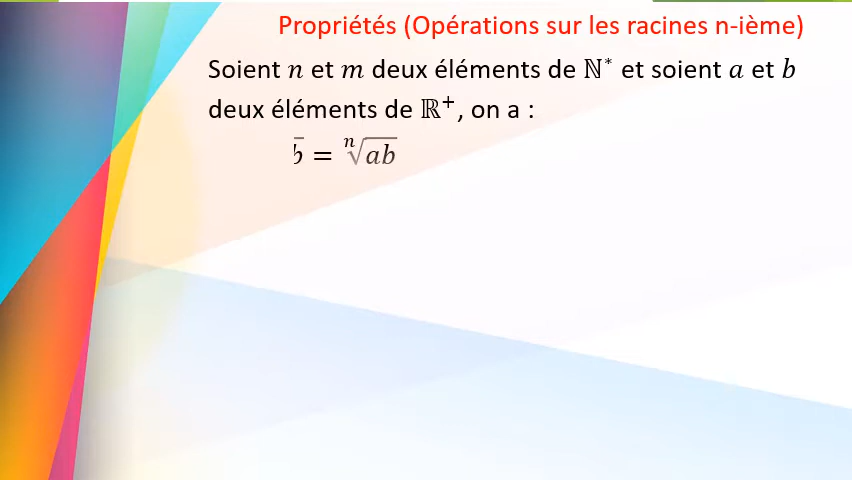 Propriétés (Opérations sur les racines n-ième)
Soient n et m deux éléments de ℕ* et soient a et b
deux éléments de ℝ⁺, on a :
= ⁿ√ab